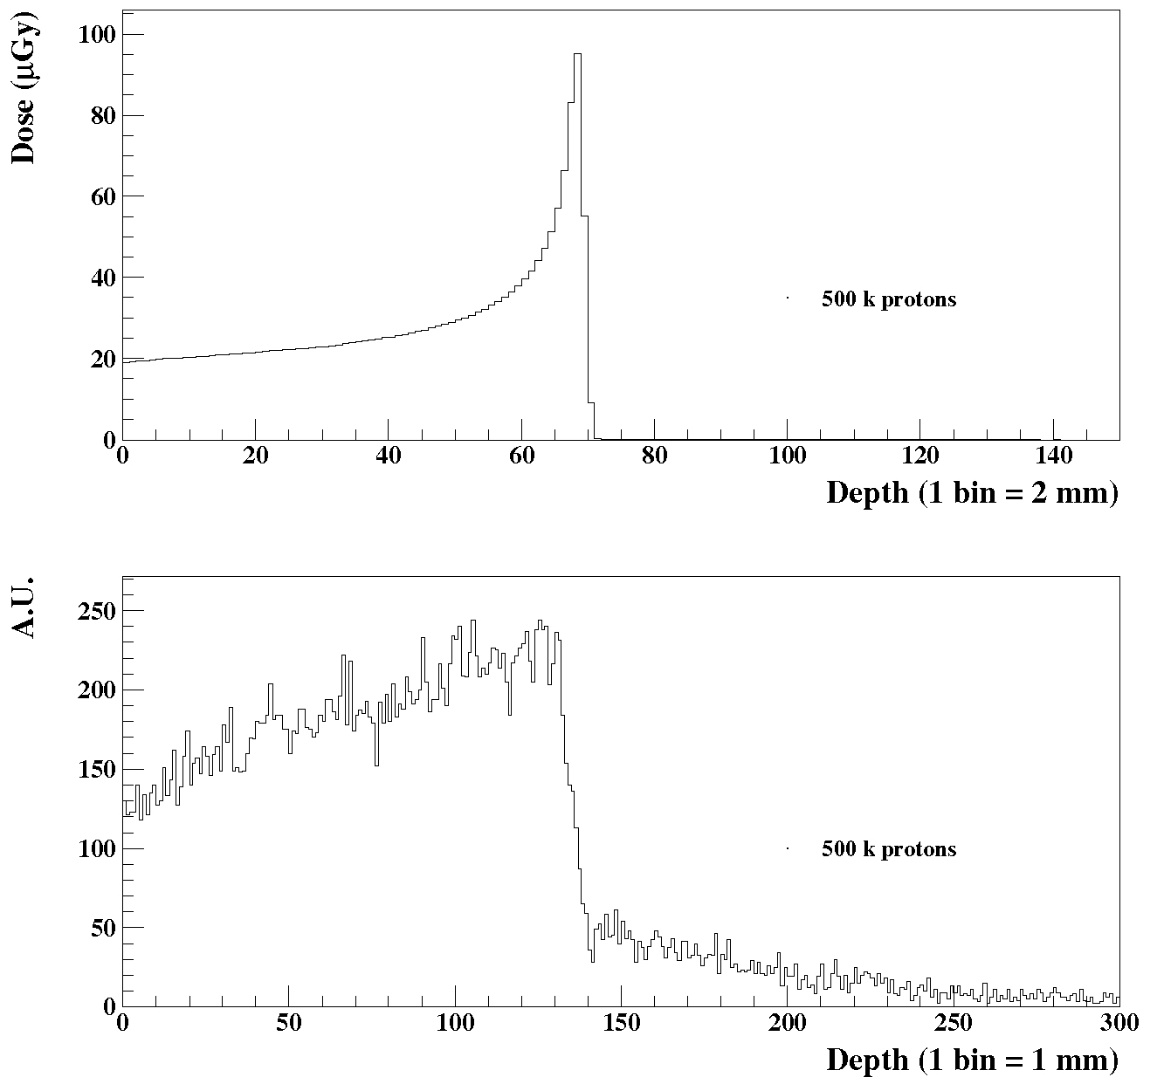 Dose (μGy)
100
80
60
40
20
0
500 k protons
0 20 40 60 80 100 120 140
Depth (1 bin = 2 mm)
A.U.
250
200
150
100
50
0
500 k protons
0 50 100 150 200 250 300
Depth (1 bin = 1 mm)